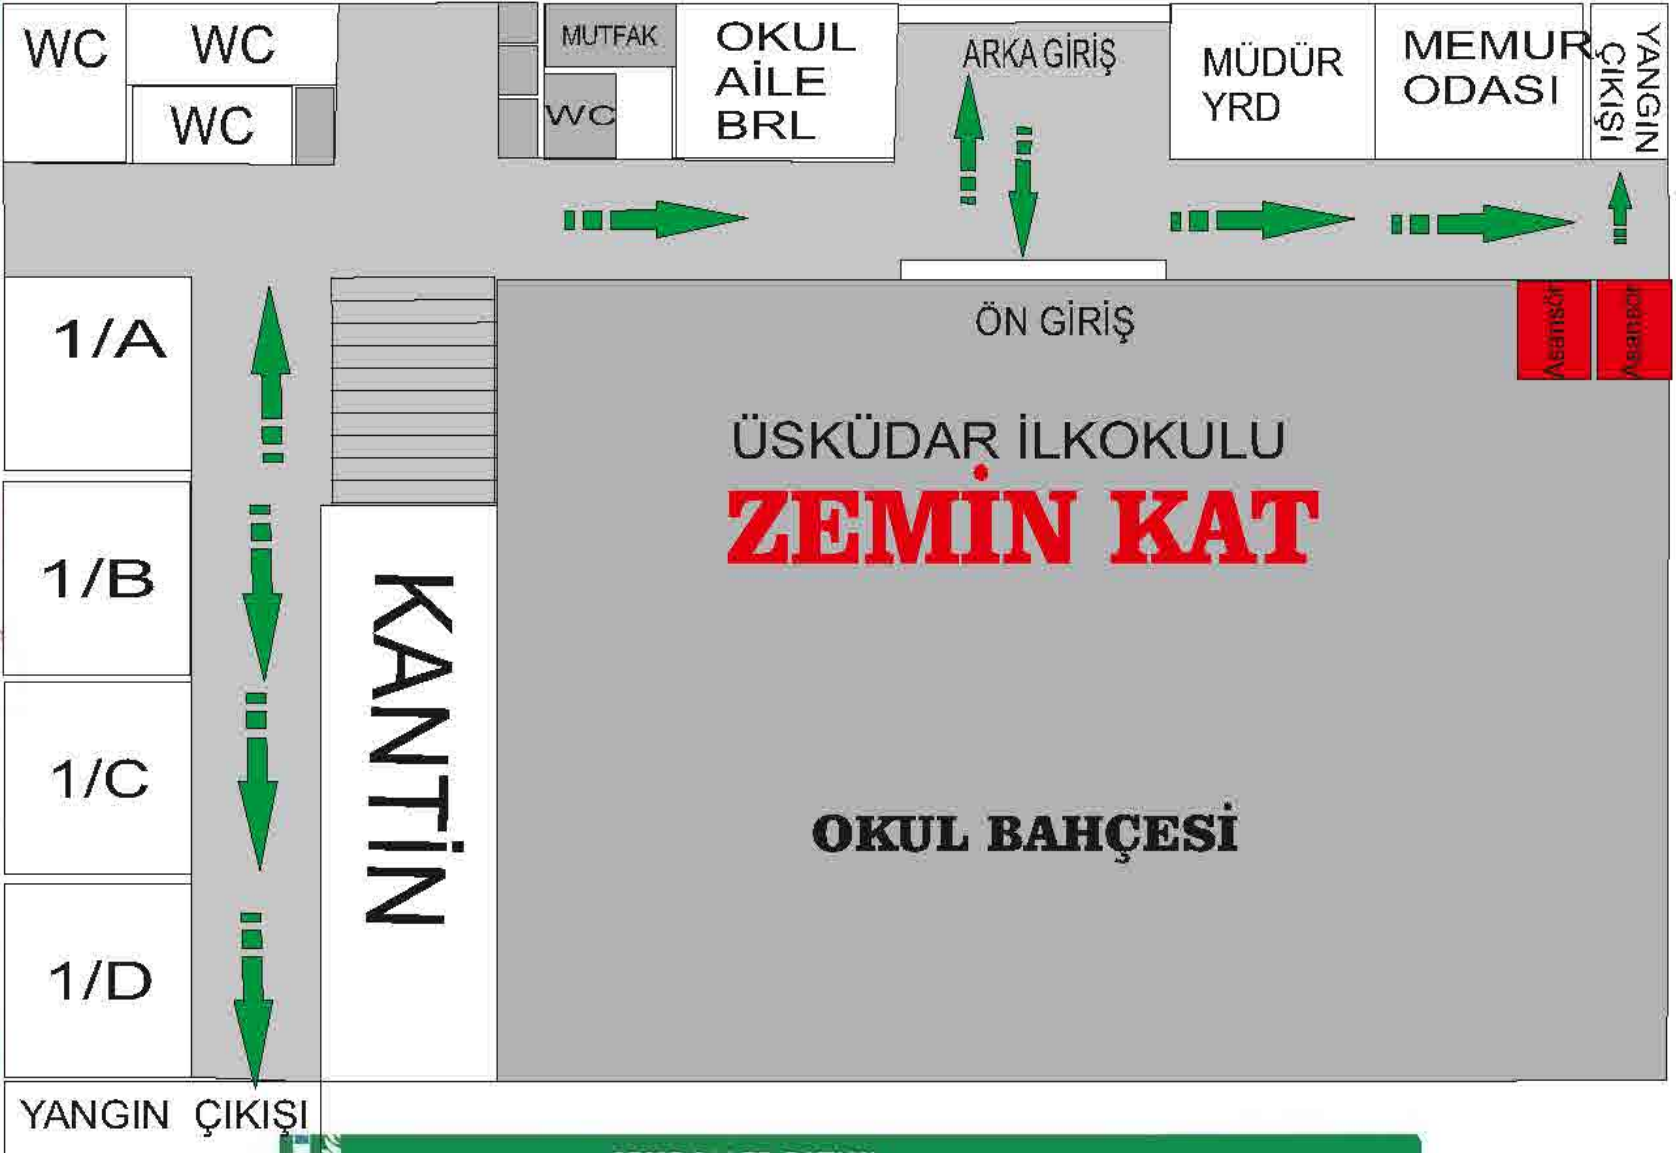 WC
WC
WC
MUTFAK
WC
OKUL
AİLE
BRL
ARKA GİRİŞ
MÜDÜR
YRD
MEMUR
ODASI
YANGIN
ÇIKIŞI
1/A
ÖN GİRİŞ
Asansör
Asansör
ÜSKÜDAR İLKOKULU
ZEMİN KAT
1/B
KANTİN
1/C
OKUL BAHÇESİ
1/D
YANGIN ÇIKIŞI